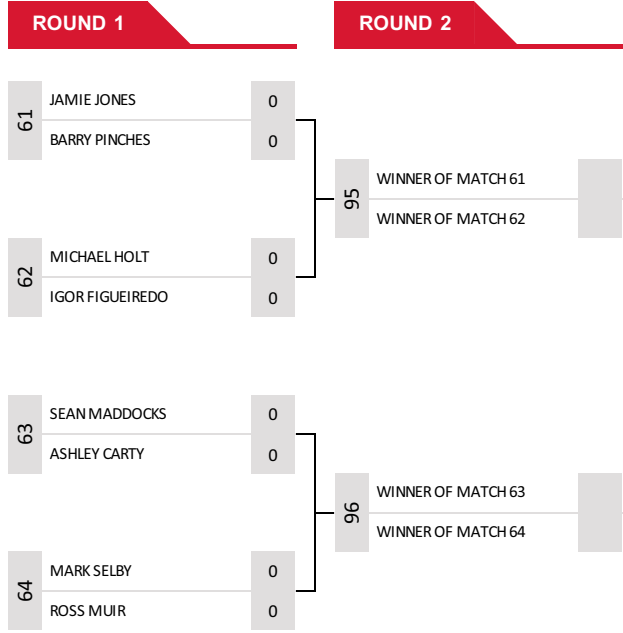 ROUND 1
ROUND 2
61
JAMIE JONES 0
BARRY PINCHES 0
62
MICHAEL HOLT 0
IGOR FIGUEIREDO 0
95
WINNER OF MATCH 61
WINNER OF MATCH 62
63
SEAN MADDOCKS 0
ASHLEY CARTY 0
64
MARK SELBY 0
ROSS MUIR 0
96
WINNER OF MATCH 63
WINNER OF MATCH 64